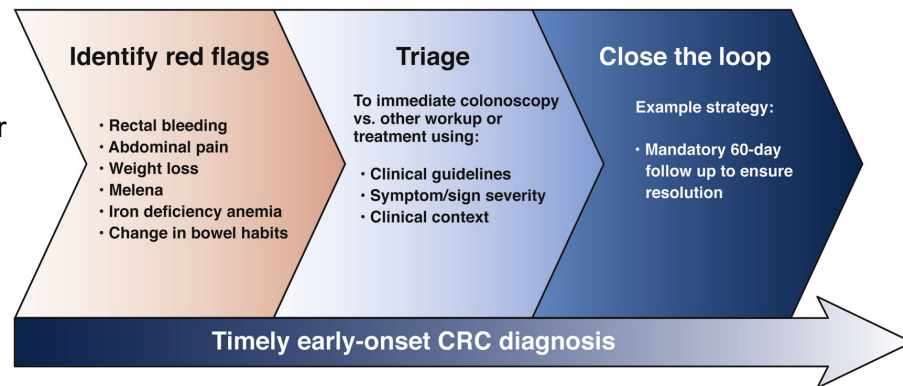 r
Identify red flags
• Rectal bleeding
• Abdominal pain
• Weight loss
• Melena
• Iron deficiency anemia
• Change in bowel habits
Triage
To immediate colonoscopy
vs. other workup or
treatment using:
• Clinical guidelines
• Symptom/sign severity
• Clinical context
Close the loop
Example strategy:
• Mandatory 60-day
follow up to ensure
resolution
Timely early-onset CRC diagnosis